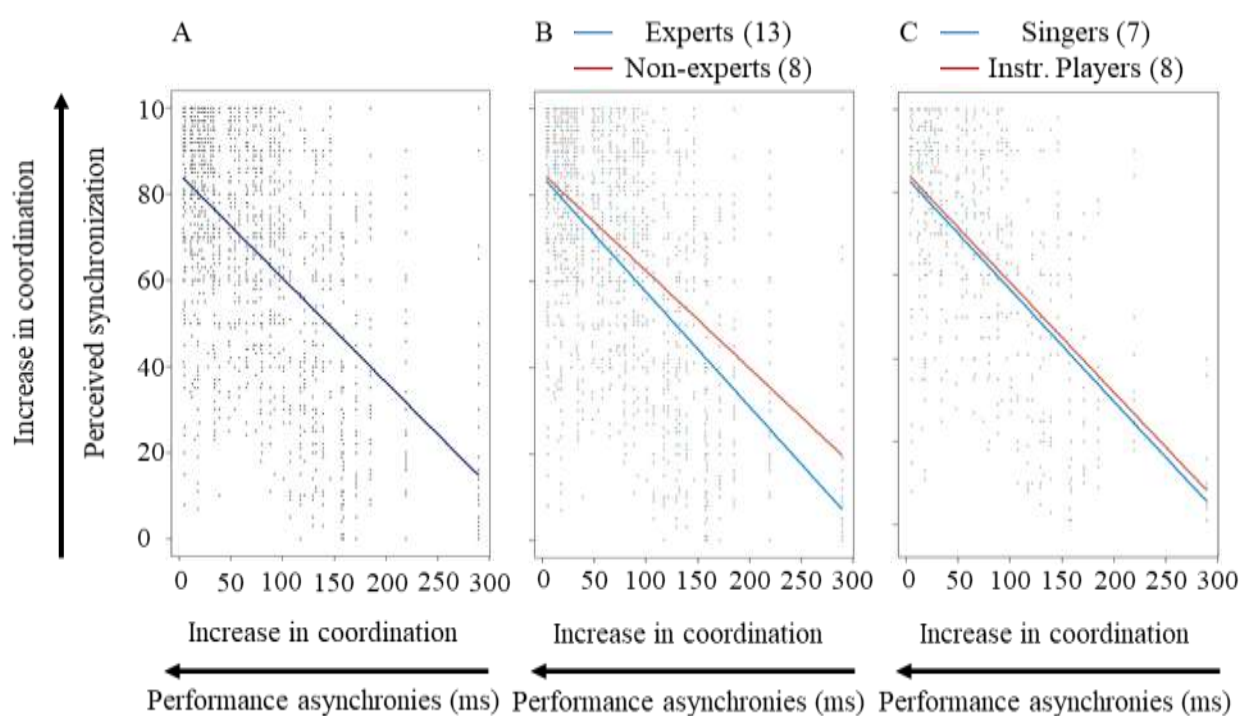 A
B
Experts (13)
Non-experts (8)
C
Singers (7)
Instr. Players (8)
Increase in coordination
Perceived synchronization
10
80
60
40
20
0
0 50 100 150 200 250 300
0 50 100 150 200 250 300
0 50 100 150 200 250 300
Increase in coordination
Increase in coordination
Increase in coordination
Performance asynchronies (ms)
Performance asynchronies (ms)
Performance asynchronies (ms)